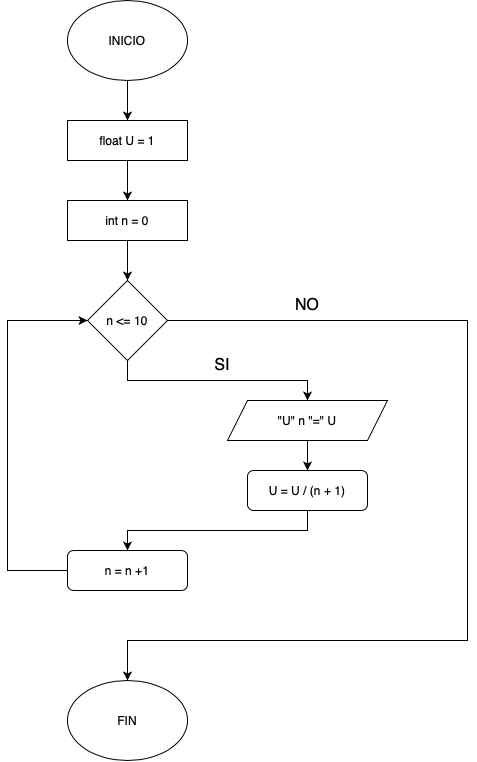 INICIO
float U = 1
int n = 0
n <= 10
NO
SI
"U" n "=" U
U = U / (n + 1)
n = n +1
FIN